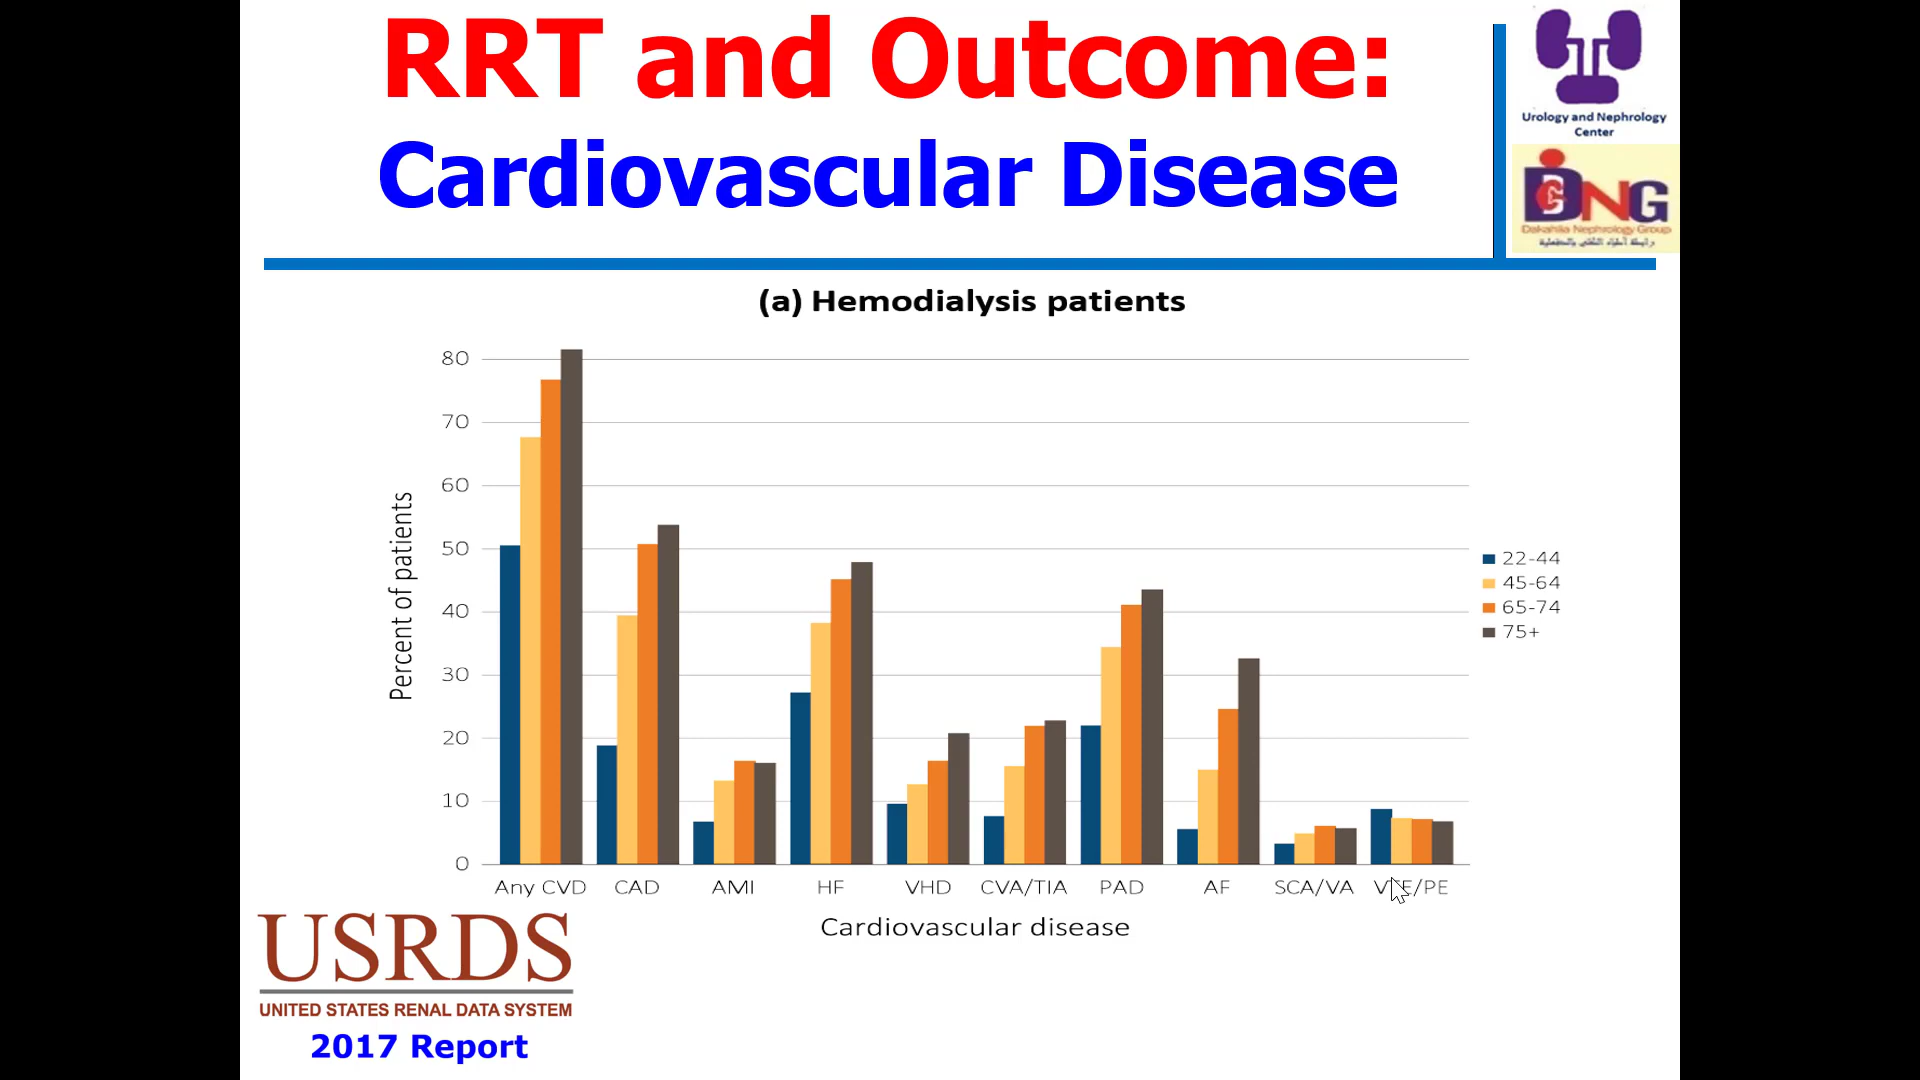 RRT and Outcome:
Cardiovascular Disease
Urology and Nephrology
Center
DNG
Dakahlia Nephrology Group
(a) Hemodialysis patients
Percent of patients
80
70
60
50
40
30
20
10
0
22-44
45-64
65-74
75+
Any CVD CAD AMI HF VHD CVA/TIA PAD AF SCA/VA VTE/PE
Cardiovascular disease
USRDS
UNITED STATES RENAL DATA SYSTEM
2017 Report